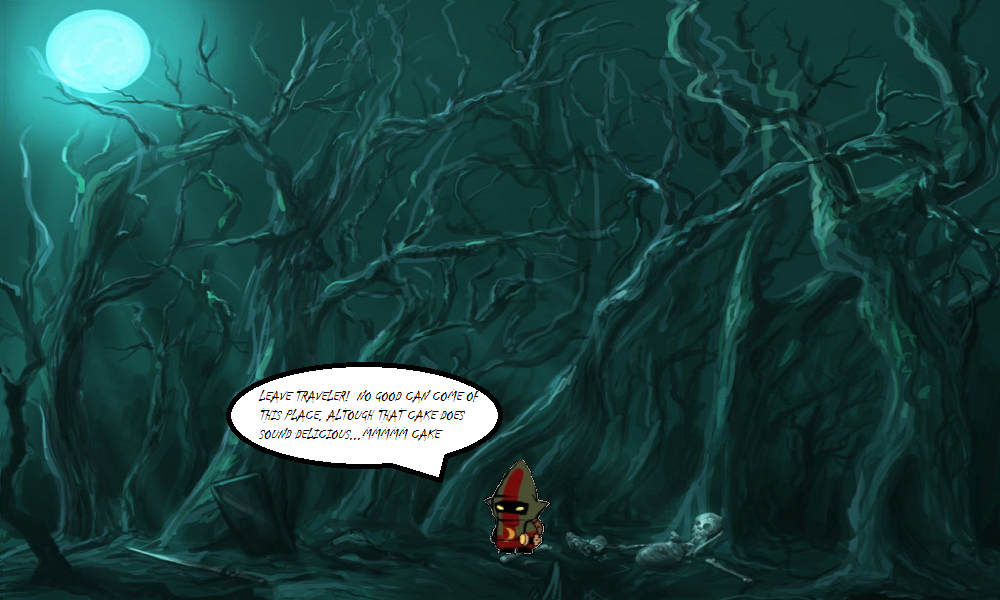 LEAVE TRAVELER! NO GOOD CAN COME OF
THIS PLACE, ALTOUGH THAT CAKE DOES
SOUND DELICIOUS...MMMMM CAKE